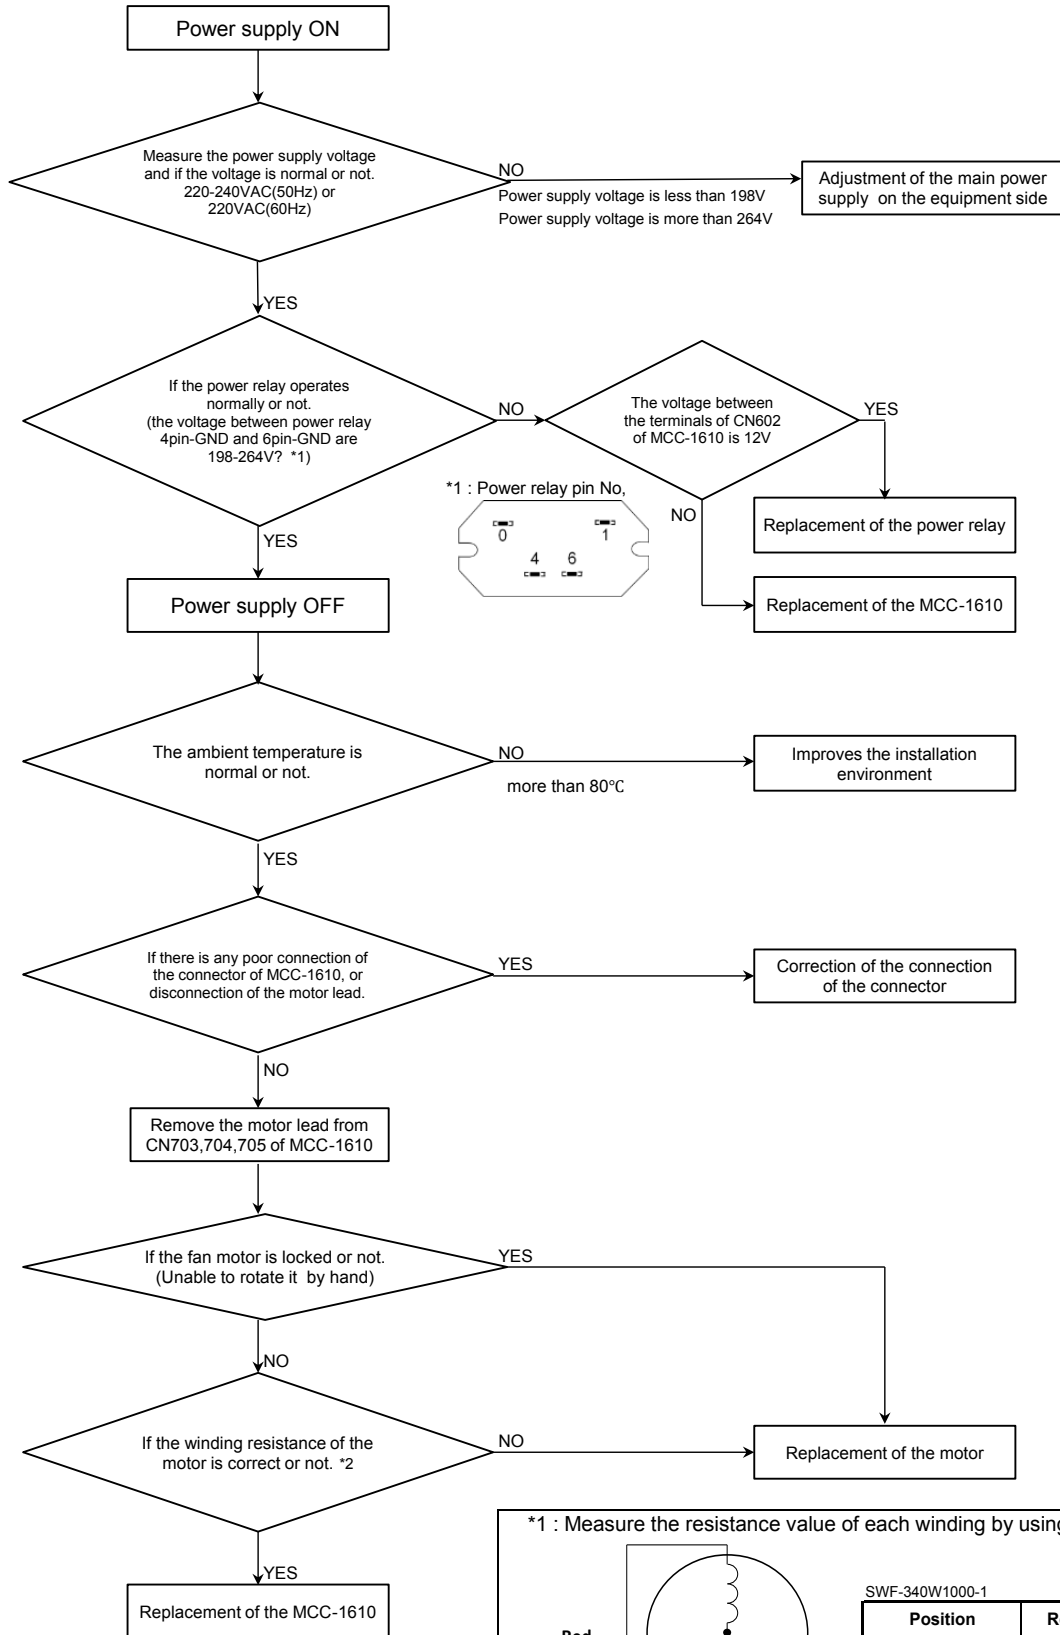 Power supply ON
Measure the power supply voltage
and if the voltage is normal or not.
220-240VAC(50Hz) or
220VAC(60Hz)
NO
Power supply voltage is less than 198V
Power supply voltage is more than 264V
Adjustment of the main power
supply on the equipment side
YES
If the power relay operates
normally or not.
(the voltage between power relay
4pin-GND and 6pin-GND are
198-264V? *1)
NO
The voltage between
the terminals of CN602
of MCC-1610 is 12V
YES
Replacement of the power relay
NO
Replacement of the MCC-1610
*1 : Power relay pin No,
0
1
4
6
YES
Power supply OFF
The ambient temperature is
normal or not.
NO
more than 80℃
Improves the installation
environment
YES
If there is any poor connection of
the connector of MCC-1610, or
disconnection of the motor lead.
YES
Correction of the connection
of the connector
NO
Remove the motor lead from
CN703,704,705 of MCC-1610
If the fan motor is locked or not.
(Unable to rotate it by hand)
YES
NO
If the winding resistance of the
motor is correct or not. *2
NO
Replacement of the motor
YES
Replacement of the MCC-1610
*1 : Measure the resistance value of each winding by using
SWF-340W1000-1
Position